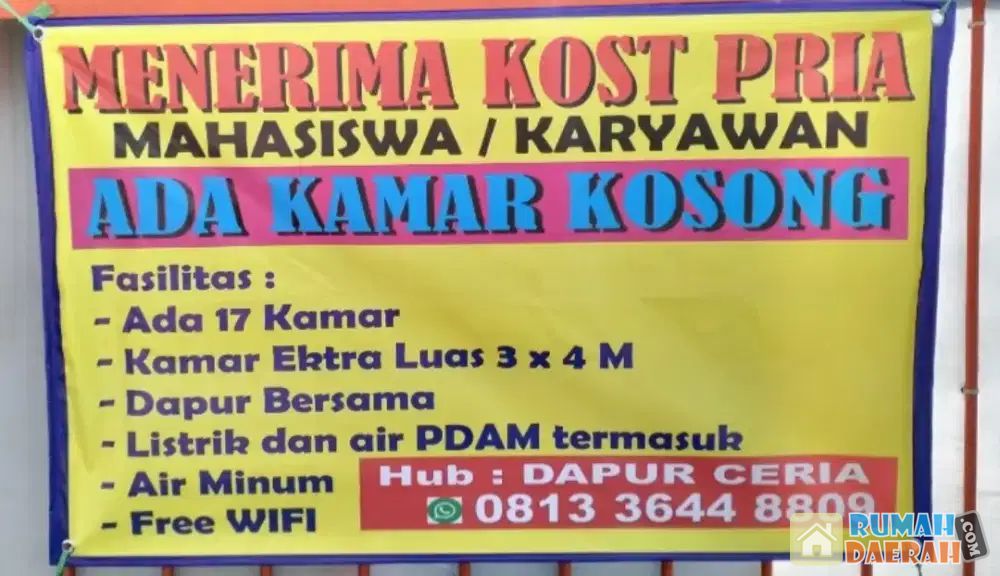 MENERIMA KOST PRIA
MAHASISWA / KARYAWAN
ADA KAMAR KOSONG
Fasilitas :
- Ada 17 Kamar
- Kamar Ektra Luas 3 x 4 M
- Dapur Bersama
- Listrik dan air PDAM termasuk
- Air Minum
- Free WIFI
Hub : DAPUR CERIA
0813 3644 8809
RUMAH
DAERAH.COM